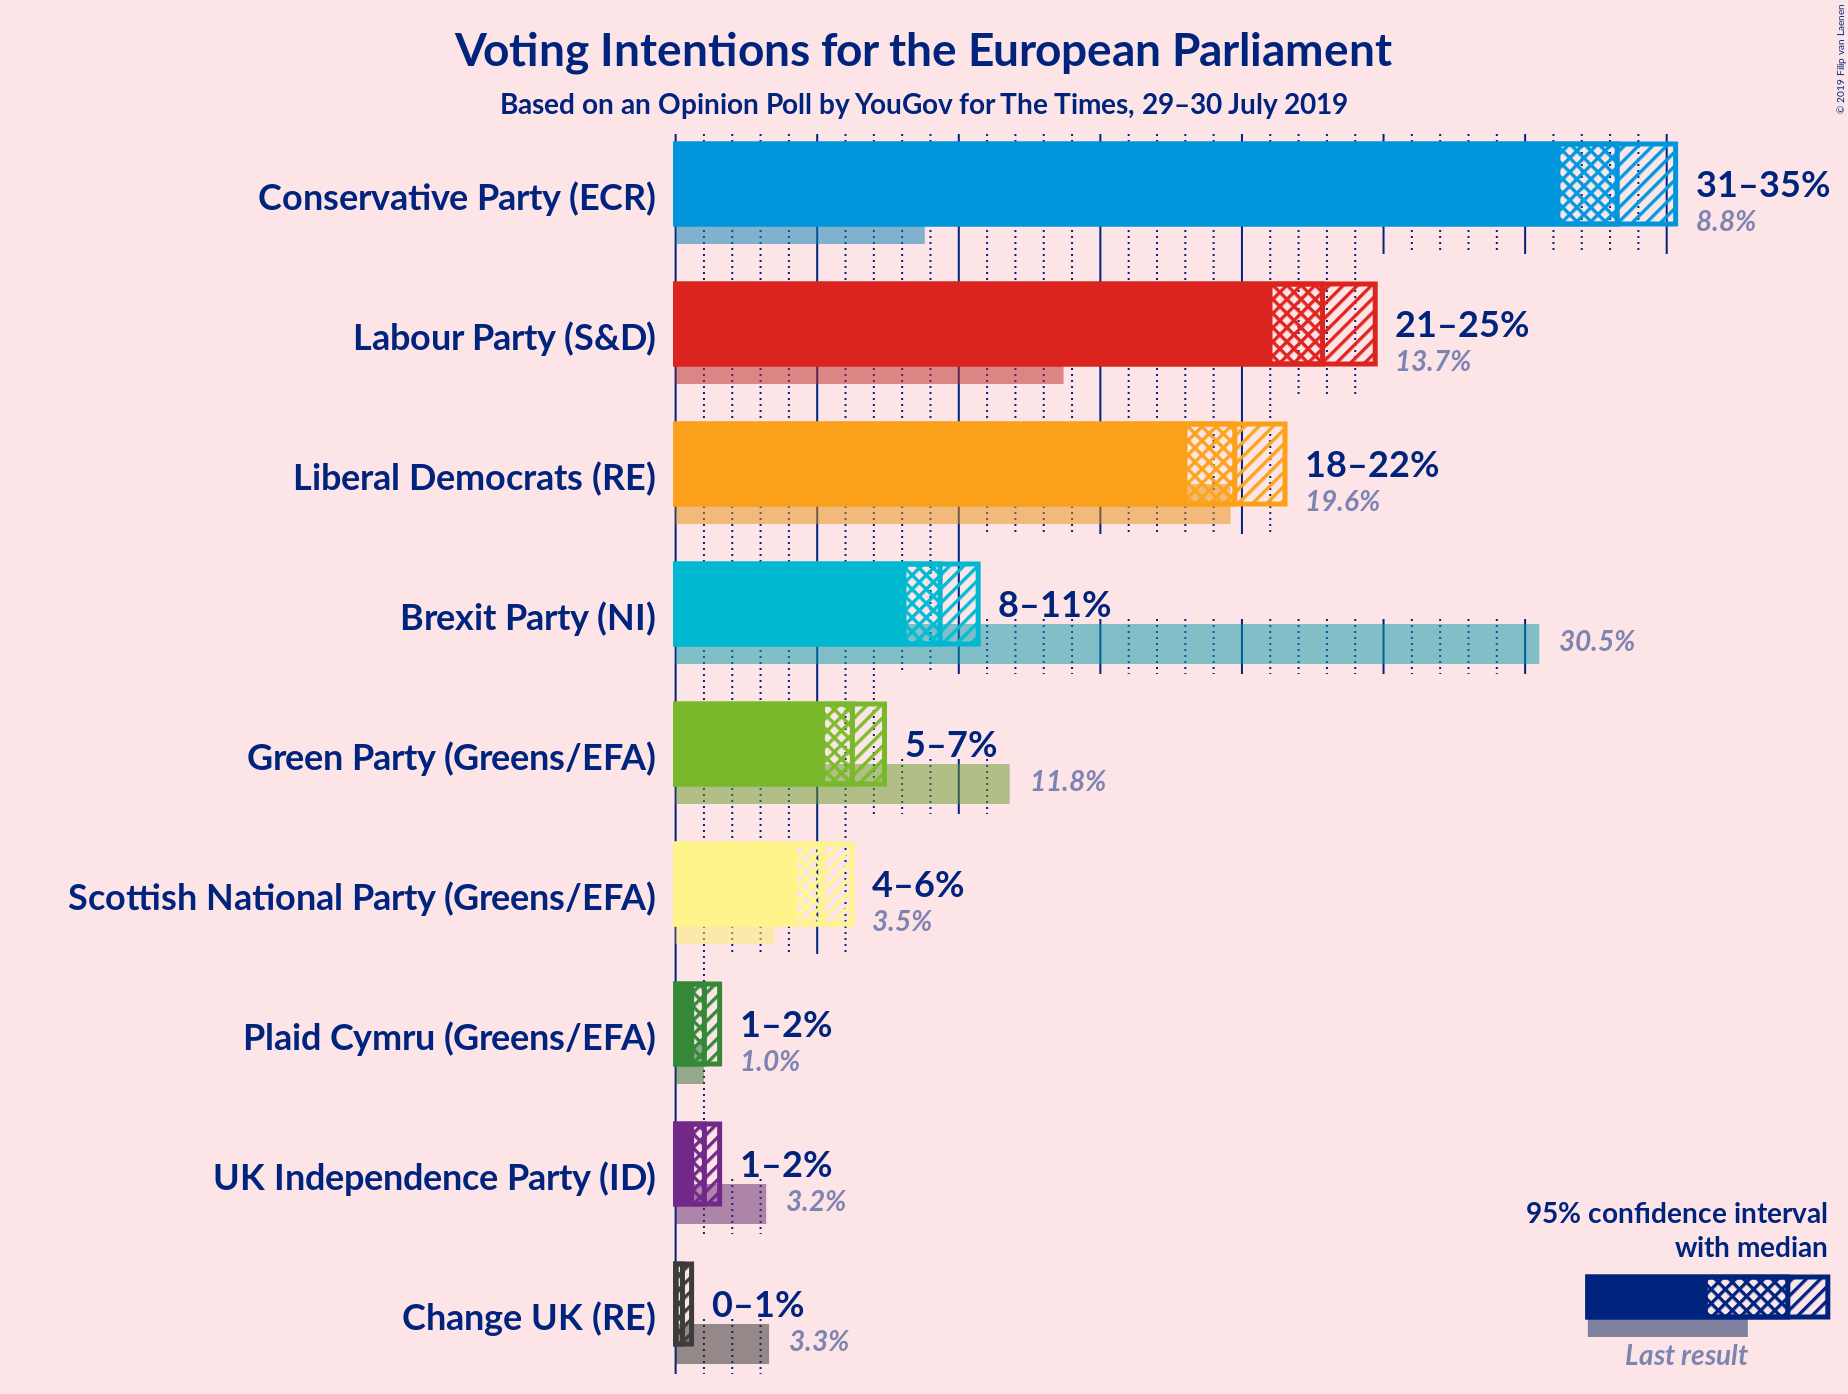 Voting Intentions for the European Parliament
Based on an Opinion Poll by YouGov for The Times, 29–30 July 2019
© 2019 Filip van Laenen
Conservative Party (ECR)
31–35%
8.8%
Labour Party (S&D)
21–25%
13.7%
Liberal Democrats (RE)
18–22%
19.6%
Brexit Party (NI)
8–11%
30.5%
Green Party (Greens/EFA)
5–7%
11.8%
Scottish National Party (Greens/EFA)
4–6%
3.5%
Plaid Cymru (Greens/EFA)
1–2%
1.0%
UK Independence Party (ID)
1–2%
3.2%
Change UK (RE)
0–1%
3.3%
95% confidence interval
with median
Last result